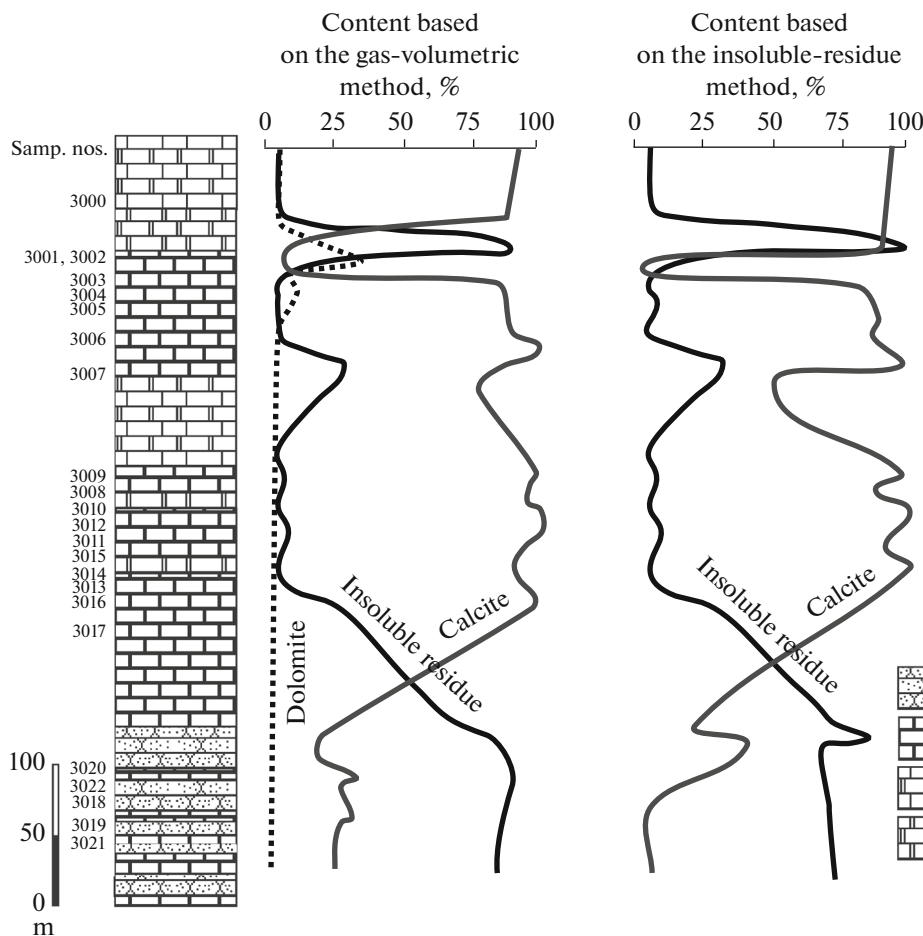 Content based
on the gas-volumetric
method, %
0 25 50 75 100
Content based
on the insoluble-residue
method, %
0 25 50 75 100
Samp. nos.
3000
3001, 3002
3003
3004
3005
3006
3007
3009
3008
3010
3012
3011
3015
3014
3013
3016
3017
3020
3022
3018
3019
3021
100
50
0
m
Dolomite
Insoluble residue
Calcite
Insoluble residue
Calcite